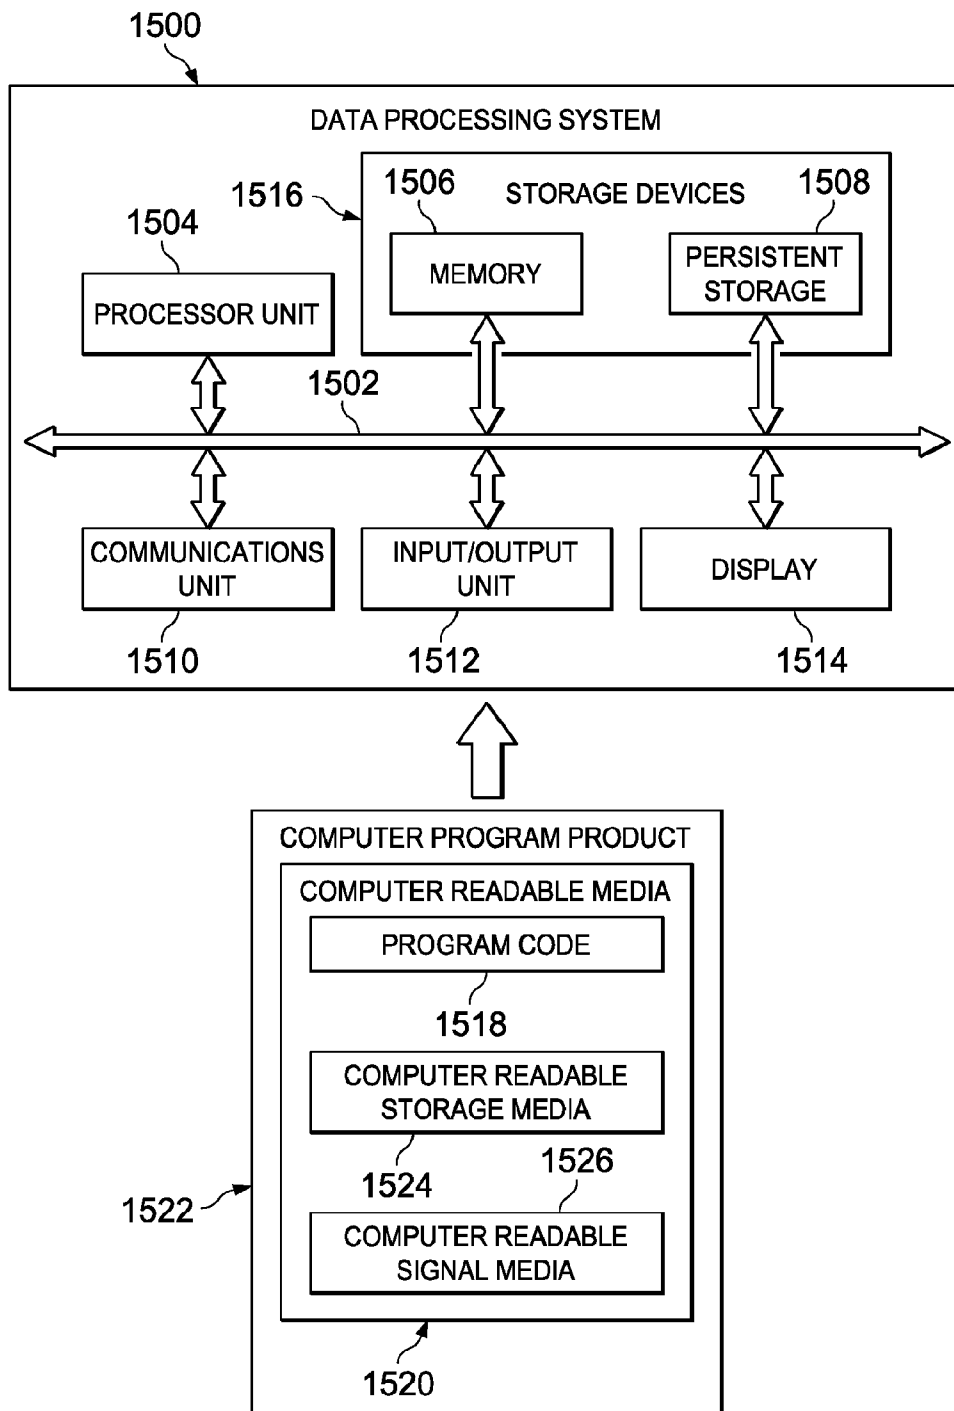 1500
DATA PROCESSING SYSTEM
1516
1506
STORAGE DEVICES
1508
1504
MEMORY
PERSISTENT
STORAGE
PROCESSOR UNIT
1502
COMMUNICATIONS
UNIT
INPUT/OUTPUT
UNIT
DISPLAY
1510
1512
1514
COMPUTER PROGRAM PRODUCT
COMPUTER READABLE MEDIA
PROGRAM CODE
1518
COMPUTER READABLE
STORAGE MEDIA
1524
1526
1522
COMPUTER READABLE
SIGNAL MEDIA
1520